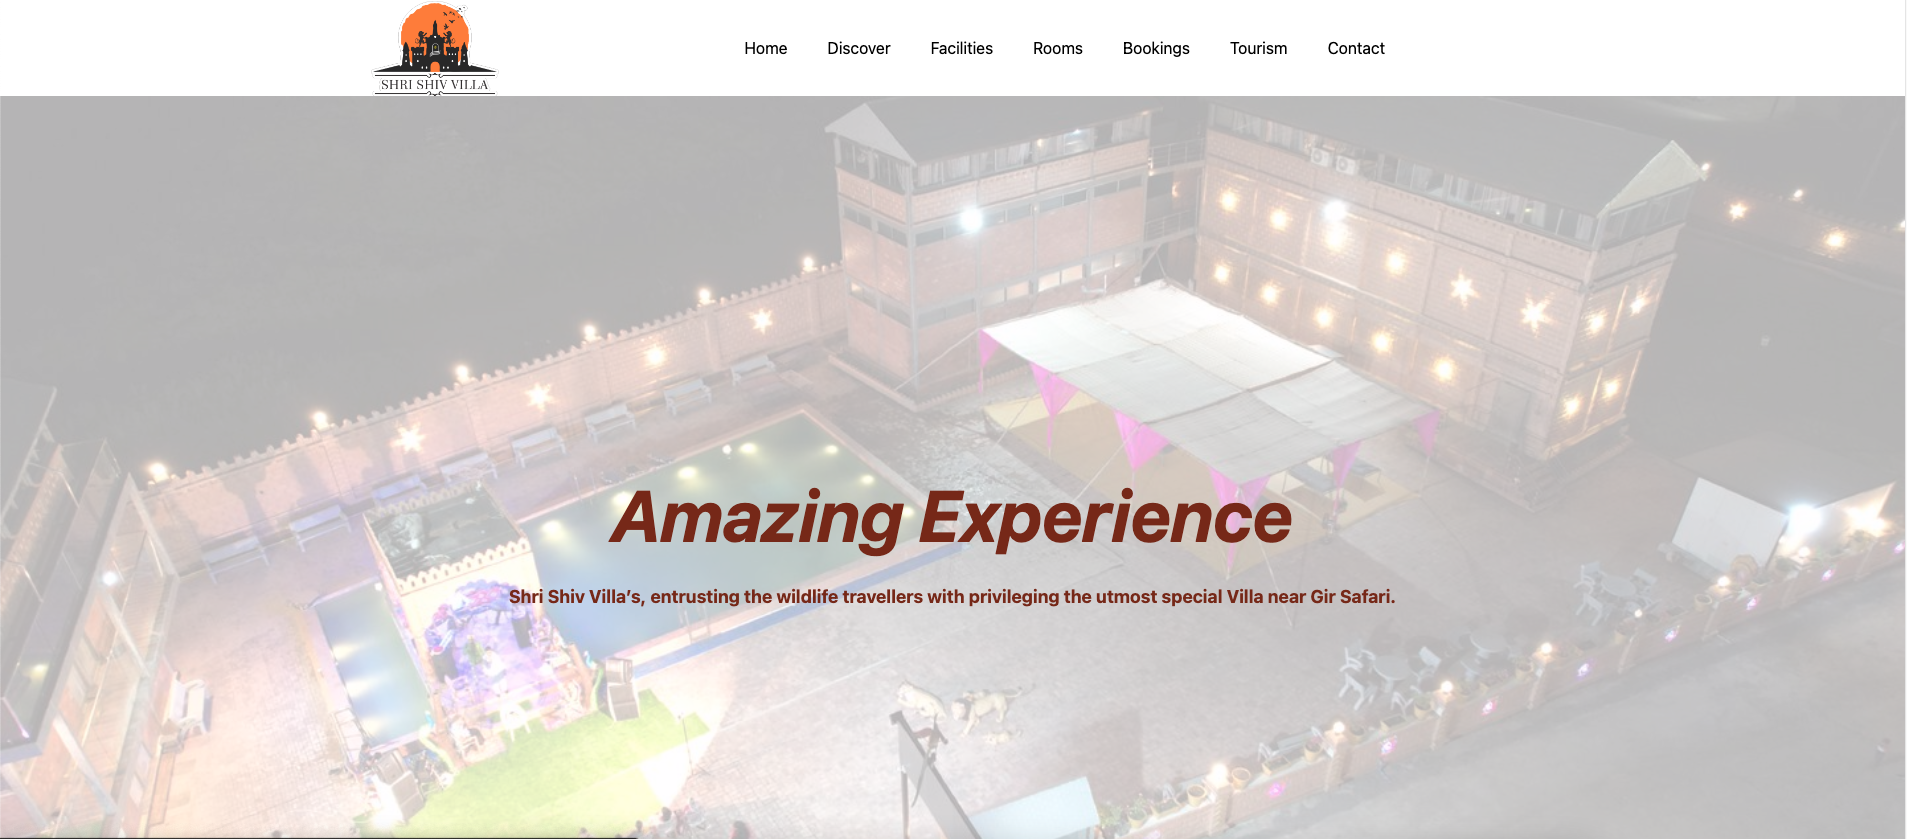 SHRI SHIV VILLA
Home Discover Facilities Rooms Bookings Tourism Contact
Amazing Experience
Shri Shiv Villa’s, entrusting the wildlife travellers with privileging the utmost special Villa near Gir Safari.